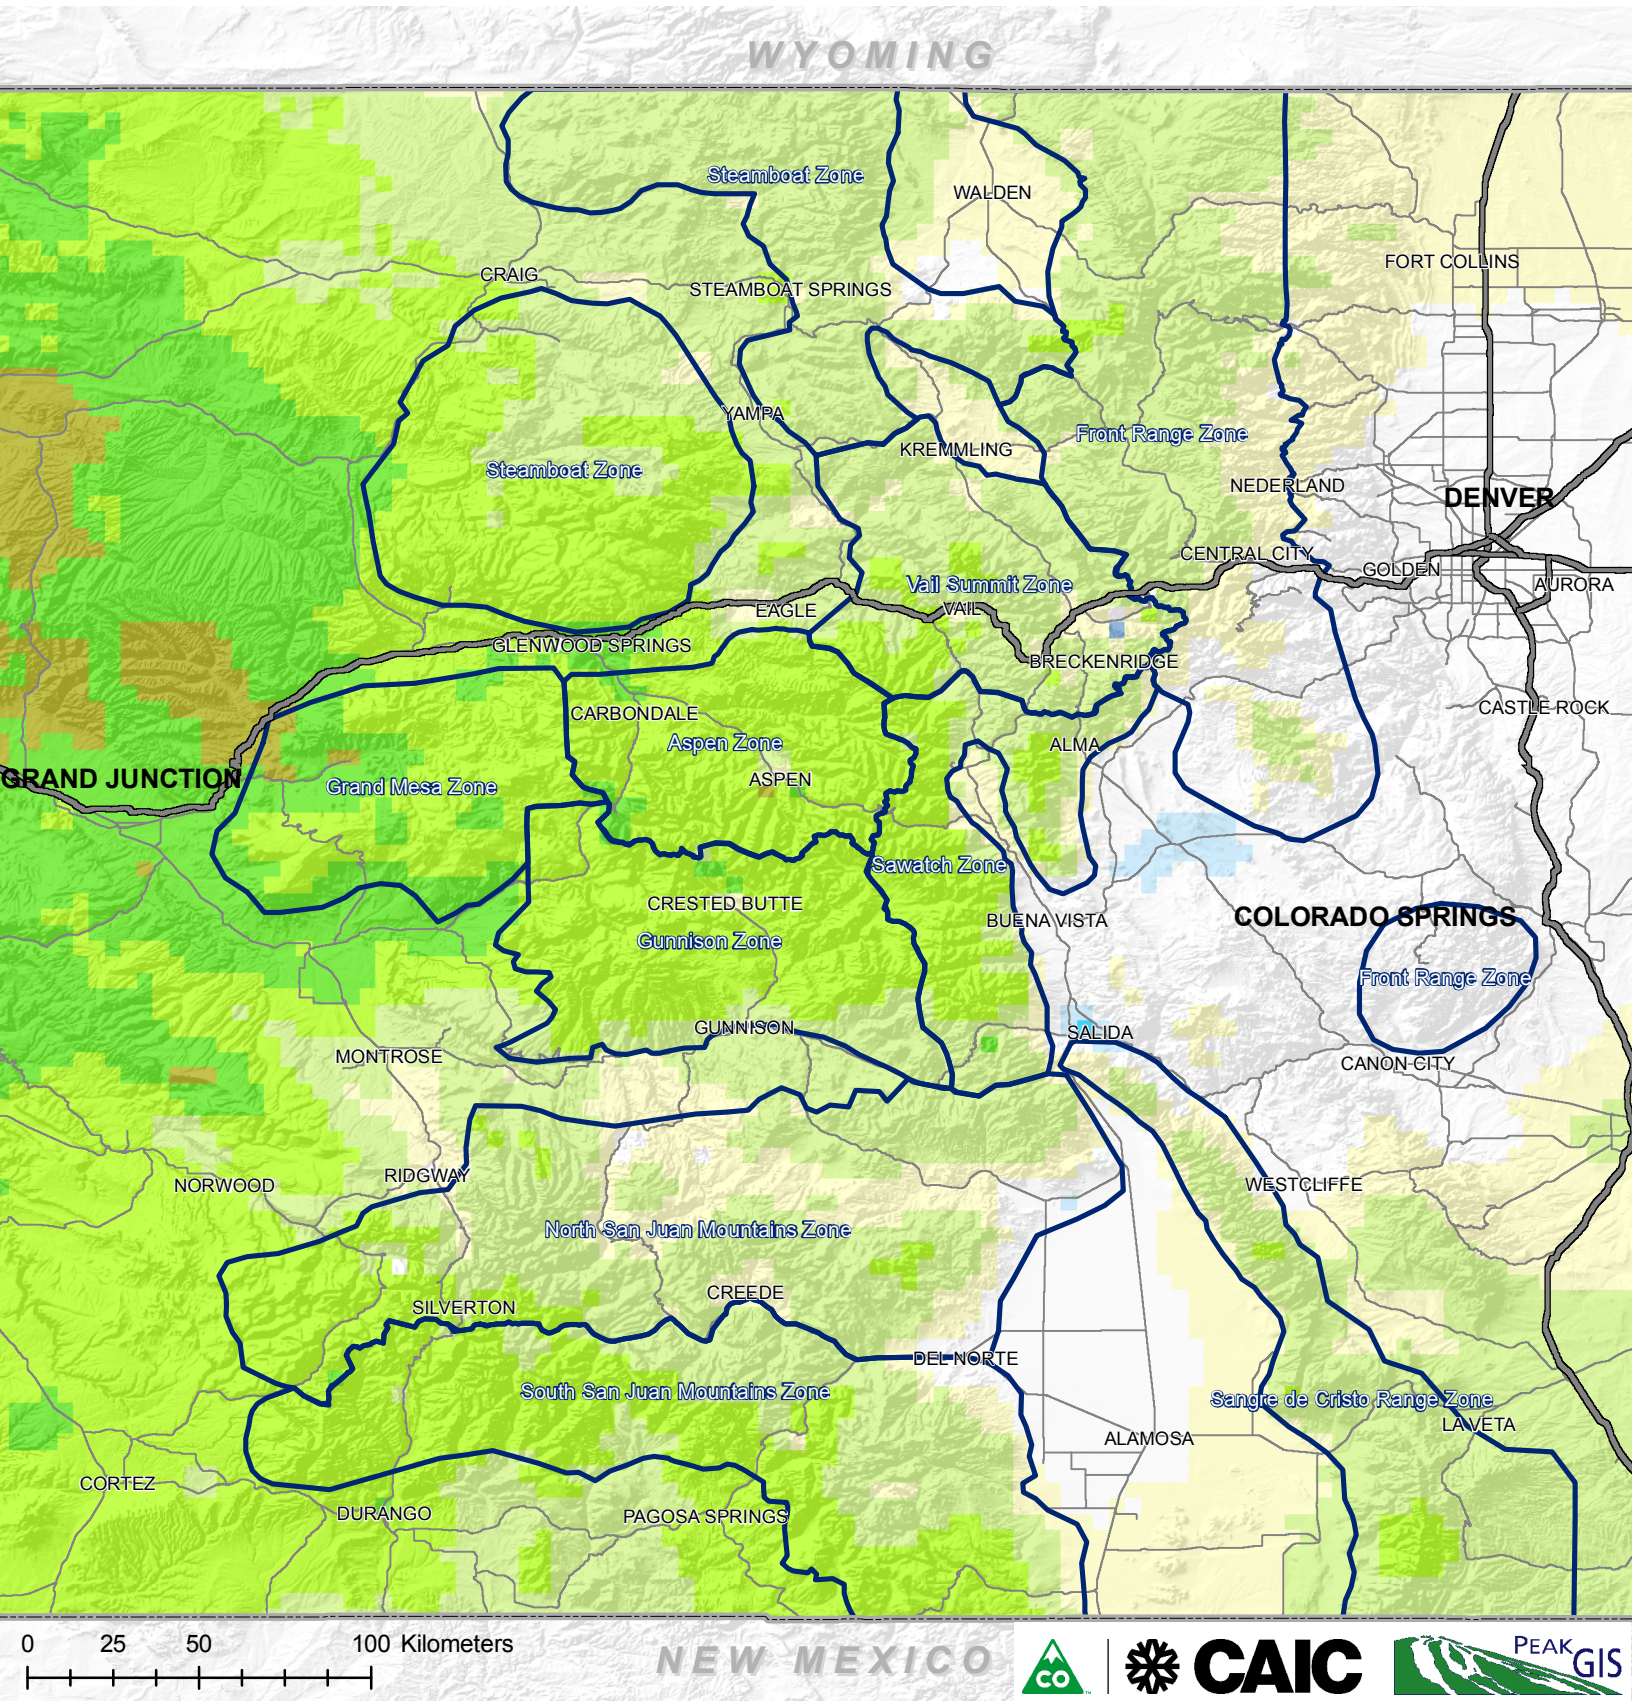 WYOMING
Steamboat Zone
WALDEN
FORT COLLINS
CRAIG
STEAMBOAT SPRINGS
YAMPA
Front Range Zone
KREMMLING
Steamboat Zone
NEDERLAND
DENVER
CENTRAL CITY
GOLDEN
AURORA
Vail Summit Zone
EAGLE
VAIL
GLENWOOD SPRINGS
BRECKENRIDGE
CARBONDALE
CASTLE ROCK
Aspen Zone
ALMA
GRAND JUNCTION
ASPEN
Grand Mesa Zone
Sawatch Zone
CRESTED BUTTE
BUENA VISTA
COLORADO SPRINGS
Gunnison Zone
Front Range Zone
GUNNISON
SALIDA
MONTROSE
CANON CITY
RIDGWAY
NORWOOD
WESTCLIFFE
North San Juan Mountains Zone
CREEDE
SILVERTON
DEL NORTE
South San Juan Mountains Zone
Sangre de Cristo Range Zone
LA VETA
ALAMOSA
CORTEZ
DURANGO
PAGOSA SPRINGS
0 25 50 100 Kilometers
NEW MEXICO
CO
CAIC
PEAK GIS